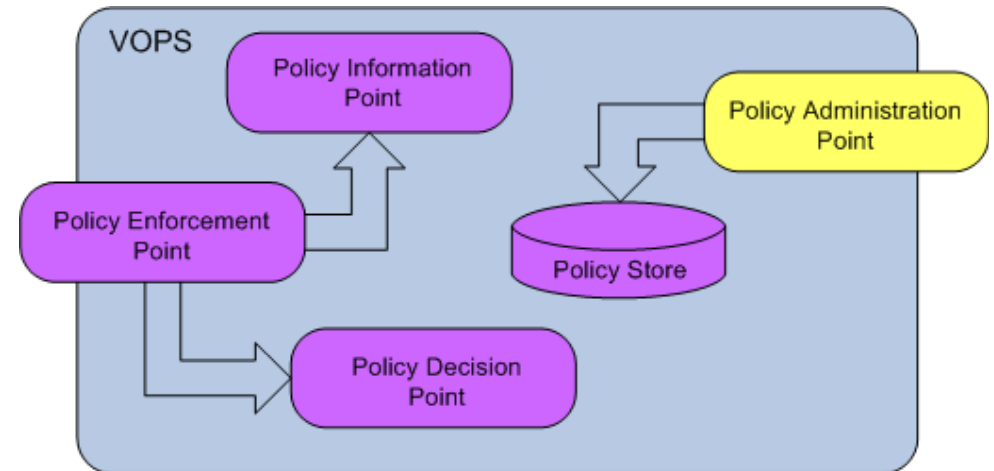 VOPS
Policy Information
Point
Policy Administration
Point
Policy Enforcement
Point
Policy Store
Policy Decision
Point